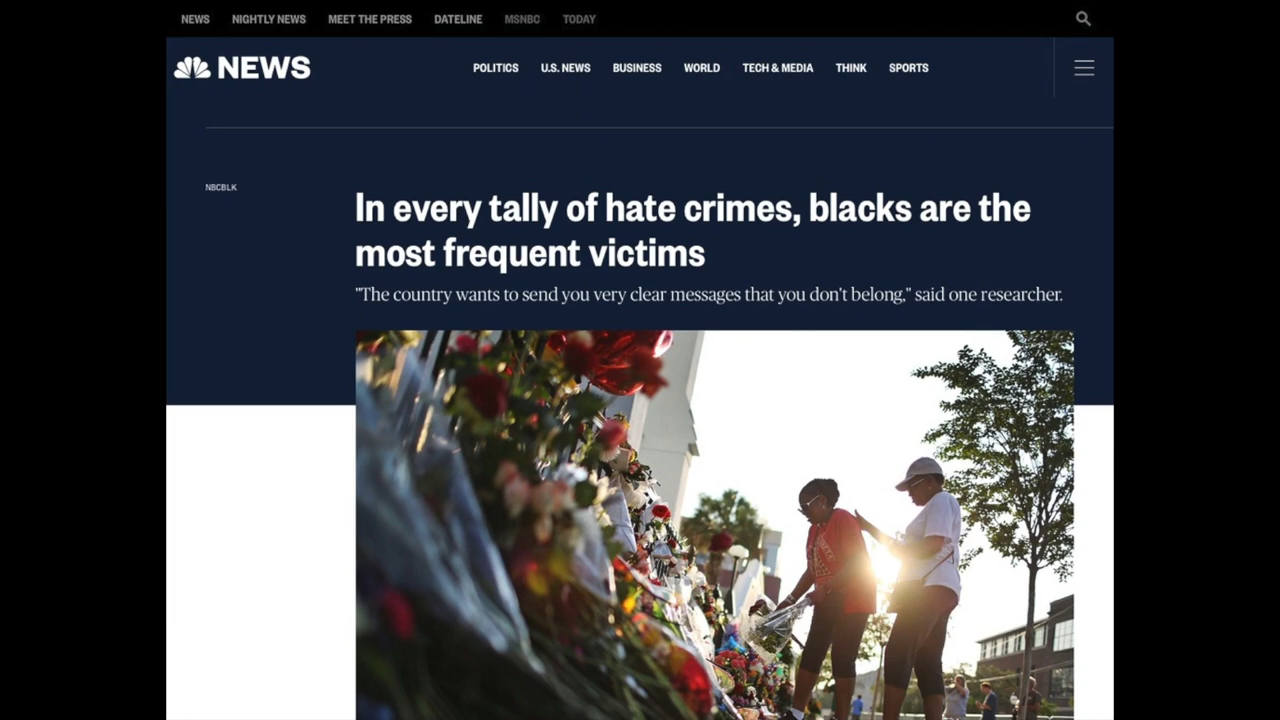 NEWS NIGHTLY NEWS MEET THE PRESS DATELINE MSNBC TODAY
NEWS POLITICS U.S. NEWS BUSINESS WORLD TECH & MEDIA THINK SPORTS
NBCBLK
In every tally of hate crimes, blacks are the
most frequent victims
"The country wants to send you very clear messages that you don't belong," said one researcher.